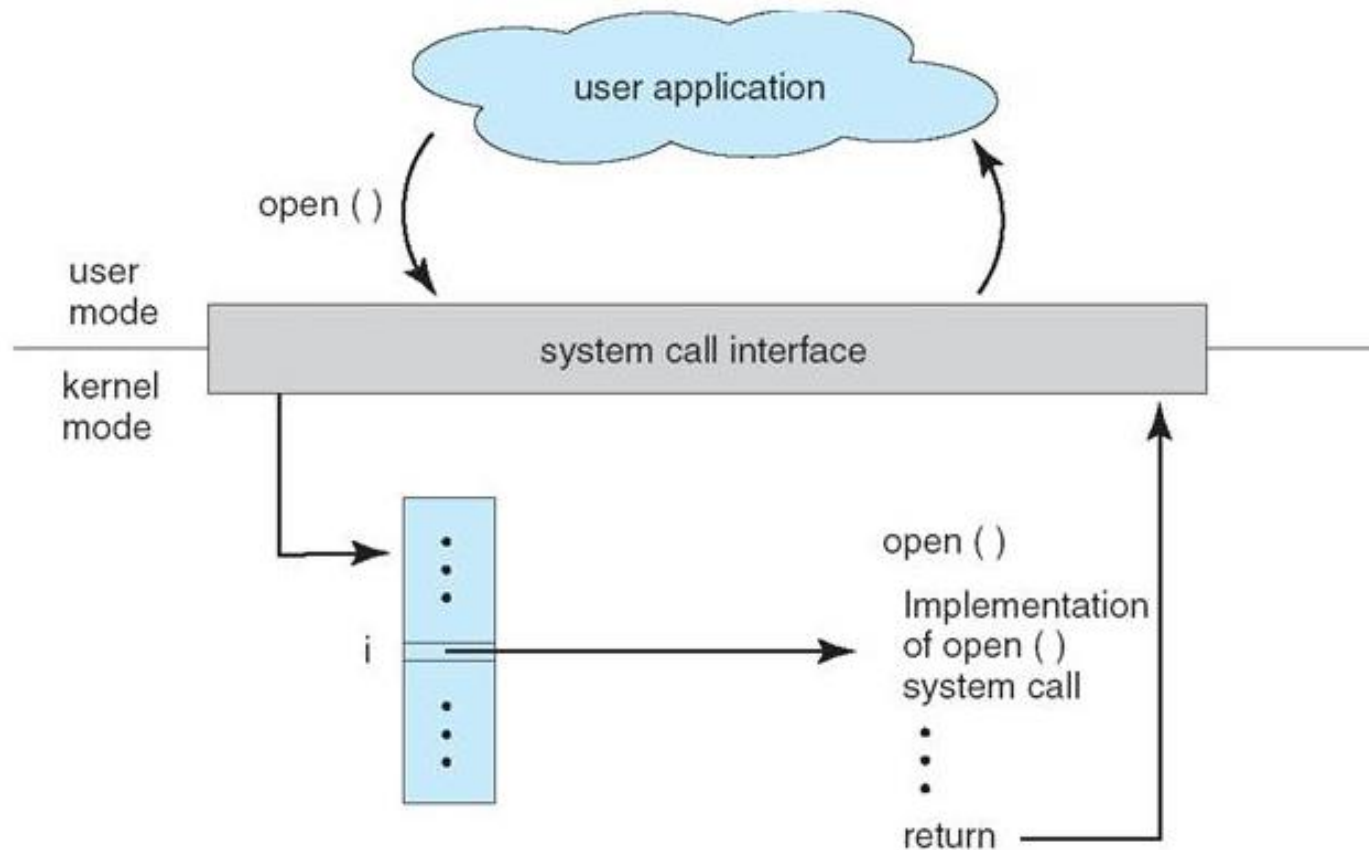 user application
open ( )
user
mode
system call interface
kernel
mode
open ( )
i
Implementation
of open ( )
system call
return